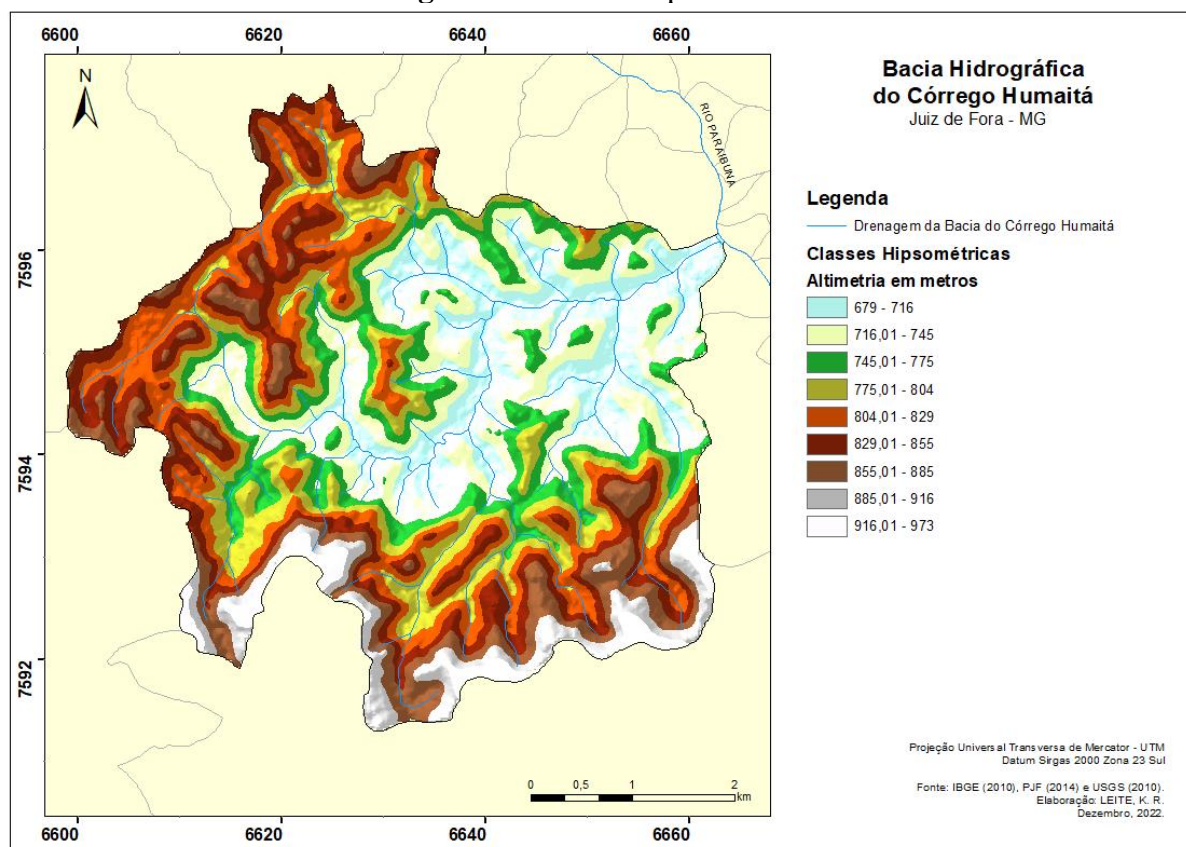 6600 6620 6640 6660
N
RIO PARAIBUNA
7596
7594
7592
0 0,5 1 2
km
6600 6620 6640 6660
Bacia Hidrográfica
do Córrego Humaitá
Juiz de Fora - MG
Legenda
Drenagem da Bacia do Córrego Humaitá
Classes Hipsométricas
Altimetria em metros
679 - 716
716,01 - 745
745,01 - 775
775,01 - 804
804,01 - 829
829,01 - 855
855,01 - 885
885,01 - 916
916,01 - 973
Projeção Universal Transversa de Mercator - UTM
Datum Sirgas 2000 Zona 23 Sul
Fonte: IBGE (2010), PJF (2014) e USGS (2010).
Elaboração: LEITE, K. R.
Dezembro, 2022.